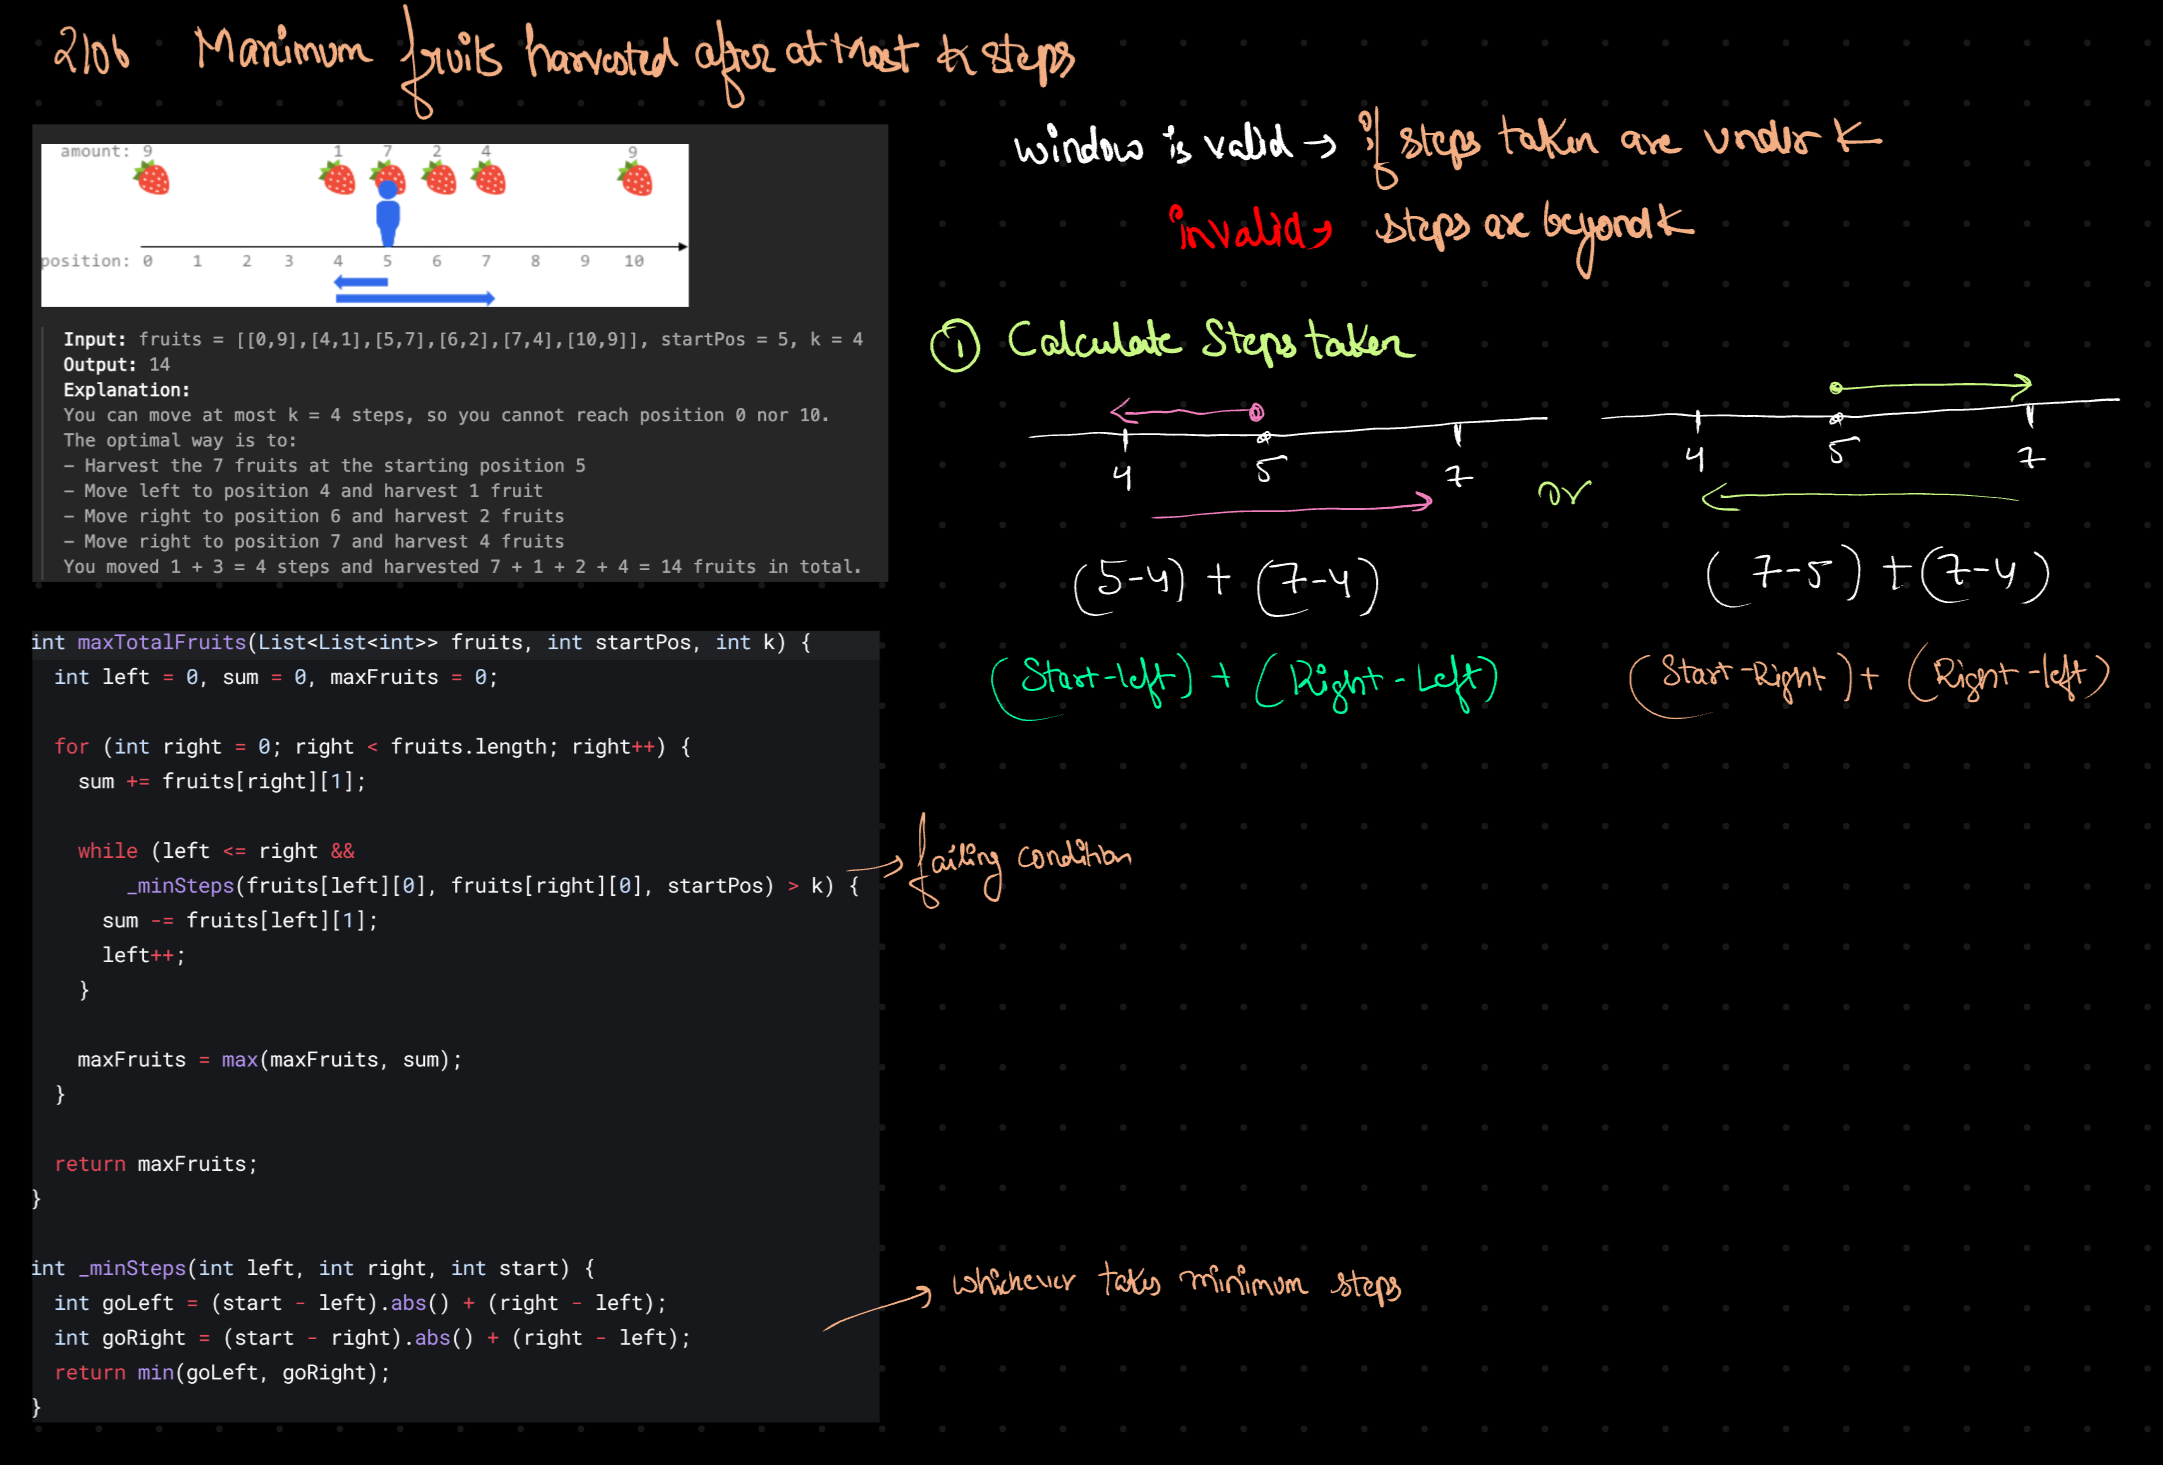 2106 Maximum fruits harvested after at Most k steps
amount: 9 1 7 2 4 9
position: 0 1 2 3 4 5 6 7 8 9 10
Input: fruits = [[0,9],[4,1],[5,7],[6,2],[7,4],[10,9]], startPos = 5, k = 4
Output: 14
Explanation:
You can move at most k = 4 steps, so you cannot reach position 0 nor 10.
The optimal way is to:
- Harvest the 7 fruits at the starting position 5
- Move left to position 4 and harvest 1 fruit
- Move right to position 6 and harvest 2 fruits
- Move right to position 7 and harvest 4 fruits
You moved 1 + 3 = 4 steps and harvested 7 + 1 + 2 + 4 = 14 fruits in total.
window is valid → if steps taken are under K
invalid → steps are beyond K
① Calculate Steps taken
4 5 7
or
4 5 7
(5-4) + (7-4)
(7-5) + (7-4)
(Start-left) + (Right - Left)
(Start-Right) + (Right-left)
int maxTotalFruits(List<List<int>> fruits, int startPos, int k) {
int left = 0, sum = 0, maxFruits = 0;
for (int right = 0; right < fruits.length; right++) {
sum += fruits[right][1];
while (left <= right &&
_minSteps(fruits[left][0], fruits[right][0], startPos) > k) {
→ failing condition
sum -= fruits[left][1];
left++;
}
maxFruits = max(maxFruits, sum);
}
return maxFruits;
}
int _minSteps(int left, int right, int start) {
int goLeft = (start - left).abs() + (right - left);
int goRight = (start - right).abs() + (right - left);
return min(goLeft, goRight);
}
→ whichever takes minimum steps